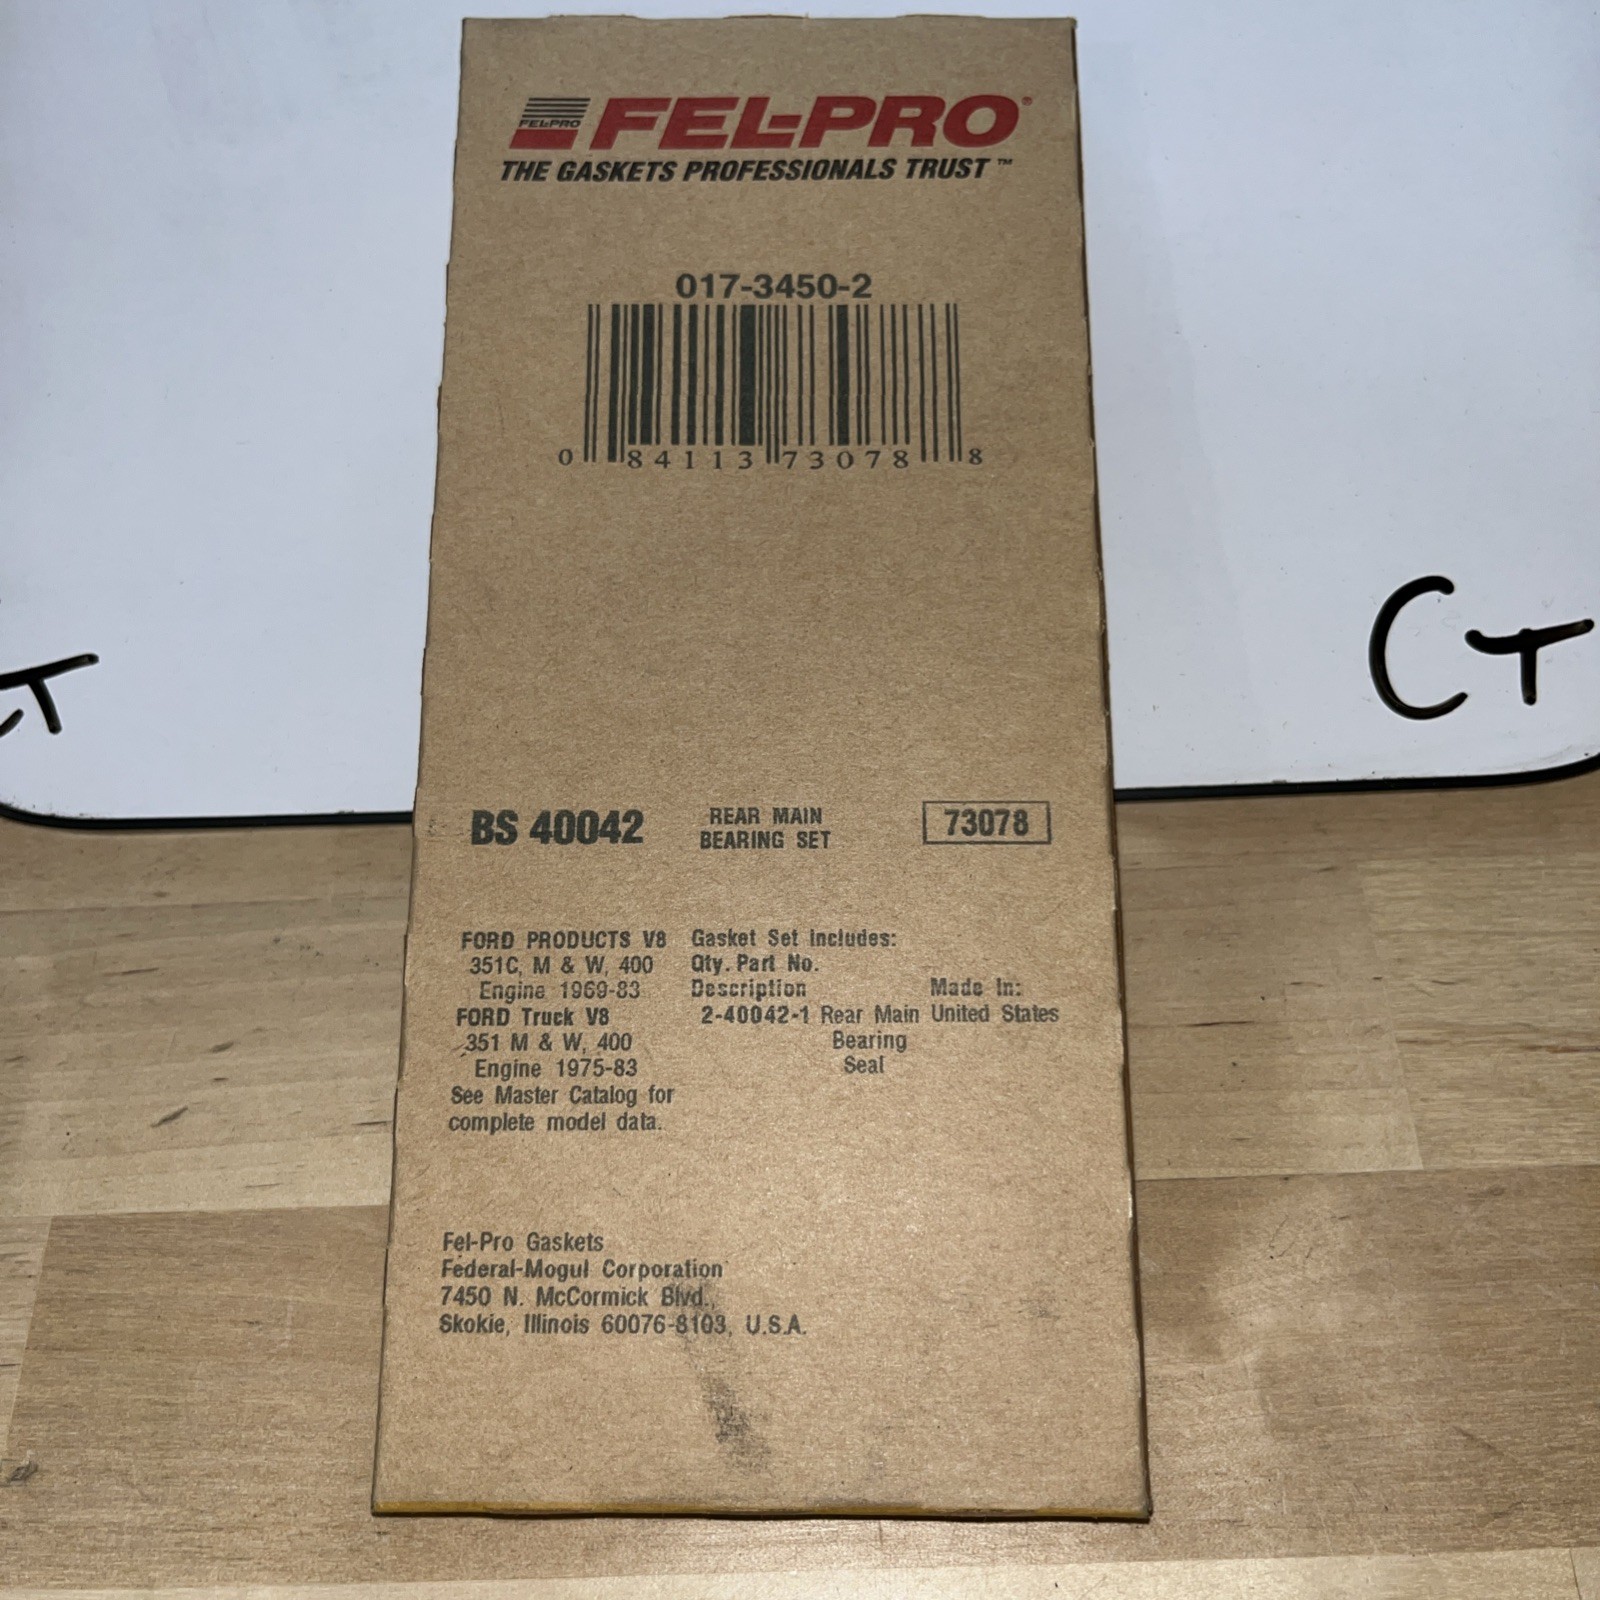 FEL-PRO
FEL-PRO®
THE GASKETS PROFESSIONALS TRUST™
017-3450-2
0 84113 73078 8
CT
CT
BS 40042
REAR MAIN
BEARING SET
73078
FORD PRODUCTS V8
351C, M & W, 400
Engine 1969-83
FORD Truck V8
351 M & W, 400
Engine 1975-83
See Master Catalog for
complete model data.
Gasket Set Includes:
Qty. Part No.
Description Made In:
2-40042-1 Rear Main United States
Bearing
Seal
Fel-Pro Gaskets
Federal-Mogul Corporation
7450 N. McCormick Blvd.,
Skokie, Illinois 60076-8103, U.S.A.